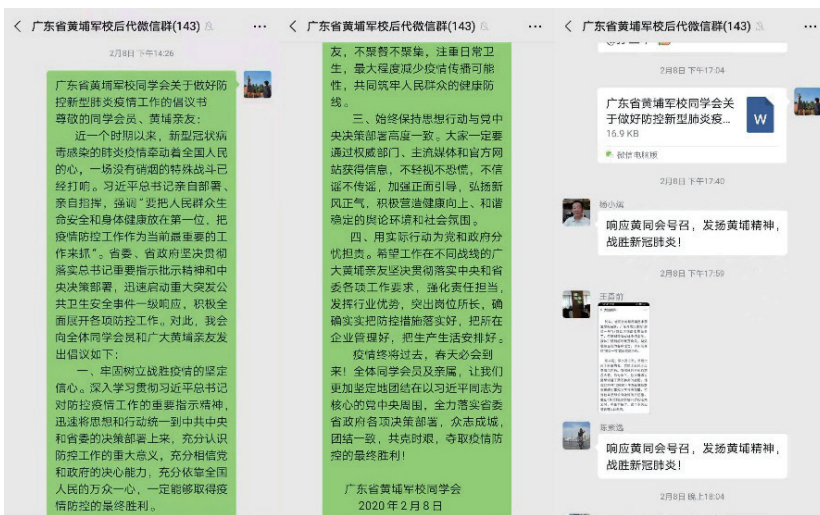 广东省黄埔军校后代微信群(143)
2月8日 下午14:26
广东省黄埔军校同学会关于做好防
控新型肺炎疫情工作的倡议书
尊敬的同学会员、黄埔亲友:
近一个时期以来，新型冠状病
毒感染的肺炎疫情牵动着全国人民
的心，一场没有硝烟的特殊战斗已
经打响。习近平总书记亲自部署、
亲自指挥，强调“要把人民群众生
命安全和身体健康放在第一位，把
疫情防控工作作为当前最重要的工
作来抓”。省委、省政府坚决贯彻
落实总书记重要指示批示精神和中
央决策部署，迅速启动重大突发公
共卫生安全事件一级响应，积极全
面展开各项防控工作。对此，我会
向全体同学会员和广大黄埔亲友发
出倡议如下:
一、牢固树立战胜疫情的坚定
信心。深入学习贯彻习近平总书记
对防控疫情工作的重要指示精神，
迅速将思想和行动统一到中共中央
和省委的决策部署上来，充分认识
防控工作的重大意义，充分相信党
和政府的决心能力，充分依靠全国
人民的万众一心，一定能够取得疫
情防控的最终胜利。
广东省黄埔军校后代微信群(143)
友，不聚餐不聚集，注重日常卫
生，最大程度减少疫情传播可能
性，共同筑牢人民群众的健康防
线。
三、始终保持思想行动与党中
央决策部署高度一致。大家一定要
通过权威部门、主流媒体和官方网
站获得信息，不轻视不恐慌，不信
谣不传谣，加强正面引导，弘扬新
风正气，积极营造健康向上、和谐
稳定的舆论环境和社会氛围。
四、用实际行动为党和政府分
忧担责。希望工作在不同战线的广
大黄埔亲友坚决贯彻落实中央和省
委各项工作要求，强化责任担当，
发挥行业优势，突出岗位所长，确
确实实把防控措施落实好，把所在
企业管理好，把生产生活安排好。
疫情终将过去，春天必会到
来！全体同学会员及亲属，让我们
更加坚定地团结在以习近平同志为
核心的党中央周围，全力落实省委
省政府各项决策部署，众志成城，
团结一致，共克时艰，夺取疫情防
控的最终胜利！
广东省黄埔军校同学会
2020年2月8日
广东省黄埔军校后代微信群(143)
2月8日 下午17:04
广东省黄埔军校同学会关
于做好防控新型肺炎疫...
16.9 KB
W
微信电脑版
2月8日 下午17:40
杨小瑛
响应黄同会号召，发扬黄埔精神，
战胜新冠肺炎！
2月8日 下午17:59
响应黄同会号召，发扬黄埔精神，
战胜新冠肺炎！
2月8日 晚上18:04